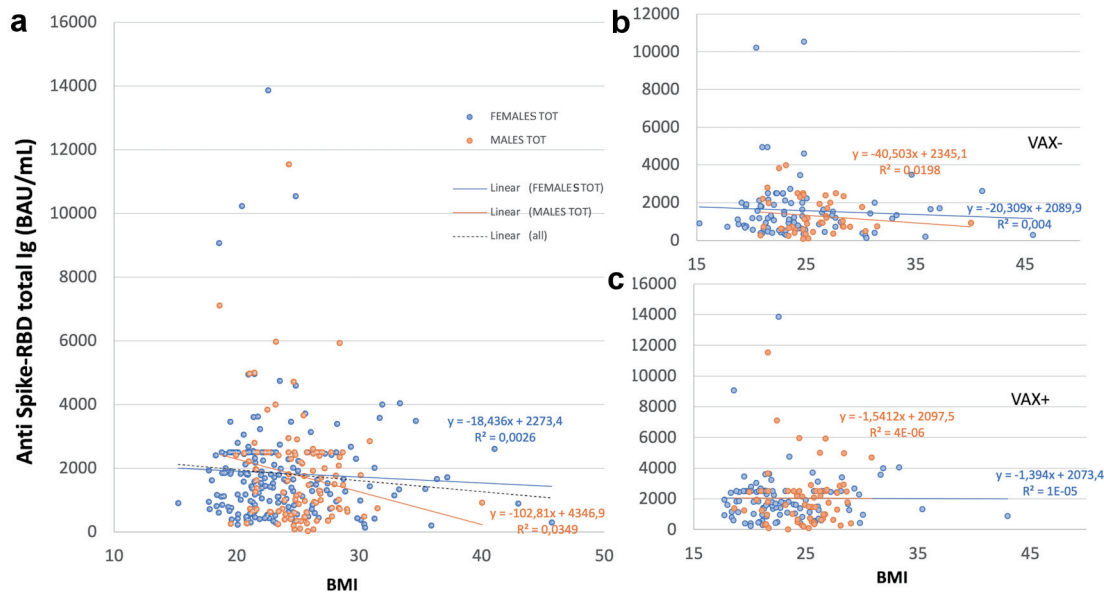 a
Anti Spike-RBD total Ig (BAU/mL)
16000
14000
12000
10000
8000
6000
4000
2000
0
FEMALES TOT
MALES TOT
Linear (FEMALES TOT)
Linear (MALES TOT)
Linear (all)
y = -18,436x + 2273,4
R² = 0,0026
y = -102,81x + 4346,9
R² = 0,0349
10
20
30
40
50
BMI
b
12000
10000
8000
6000
4000
2000
0
VAX-
y = -40,503x + 2345,1
R² = 0,0198
y = -20,309x + 2089,9
R² = 0,004
15
25
35
45
c
16000
14000
12000
10000
8000
6000
4000
2000
0
VAX+
y = -1,5412x + 2097,5
R² = 4E-06
y = -1,394x + 2073,4
R² = 1E-05
15
25
35
45
BMI